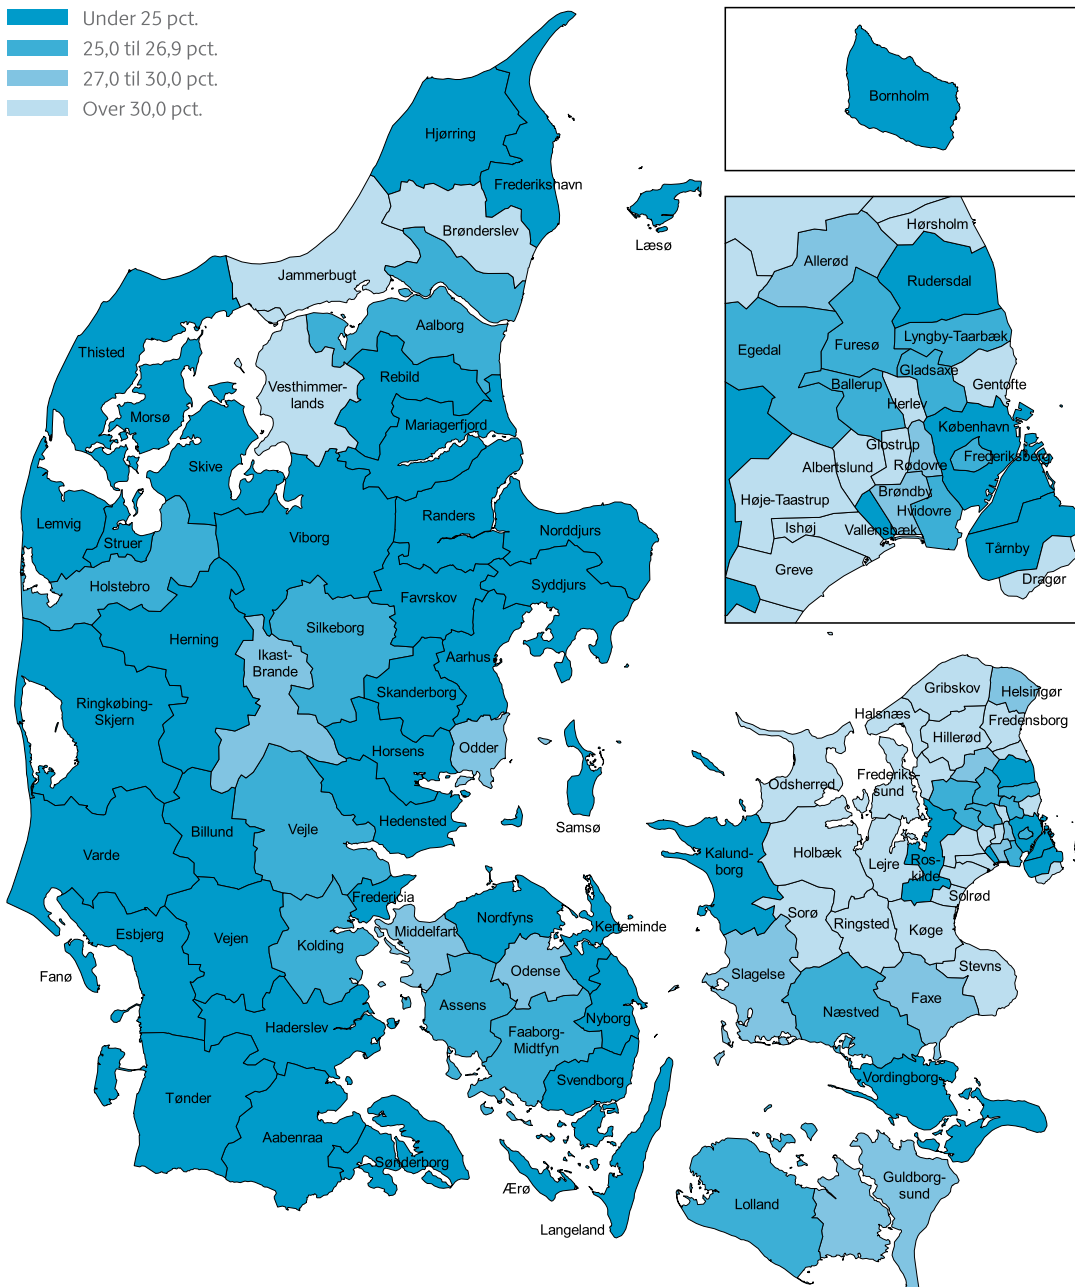 Under 25 pct.
25,0 til 26,9 pct.
27,0 til 30,0 pct.
Over 30,0 pct.
Bornholm
Hjørring
Frederikshavn
Læsø
Brønderslev
Jammerbugt
Aalborg
Thisted
Rebild
Vesthimmer-
lands
Morsø
Mariagerfjord
Skive
Lemvig
Struer
Viborg
Randers
Norddjurs
Holstebro
Favrskov
Syddjurs
Herning
Silkeborg
Ikast-
Brande
Aarhus
Skanderborg
Ringkøbing-
Skjern
Horsens
Odder
Hedensted
Samsø
Billund
Vejle
Varde
Fredericia
Esbjerg
Vejen
Kolding
Fanø
Haderslev
Tønder
Aabenraa
Sønderborg
Middelfart
Nordfyns
Kerteminde
Odense
Assens
Faaborg-
Midtfyn
Nyborg
Svendborg
Ærø
Langeland
Hørsholm
Allerød
Rudersdal
Egedal
Furesø
Lyngby-Taarbæk
Gladsaxe
Ballerup
Gentofte
Herlev
København
Glostrup
Frederiksberg
Albertslund
Rødovre
Høje-Taastrup
Brøndby
Hvidovre
Ishøj
Vallensbæk
Tårnby
Greve
Dragør
Gribskov
Helsingør
Halsnæs
Fredensborg
Hillerød
Odsherred
Frederiks-
sund
Kalund-
borg
Holbæk
Lejre
Ros-
kilde
Solrød
Sorø
Ringsted
Køge
Stevns
Slagelse
Faxe
Næstved
Vordingborg
Guldborg-
sund
Lolland